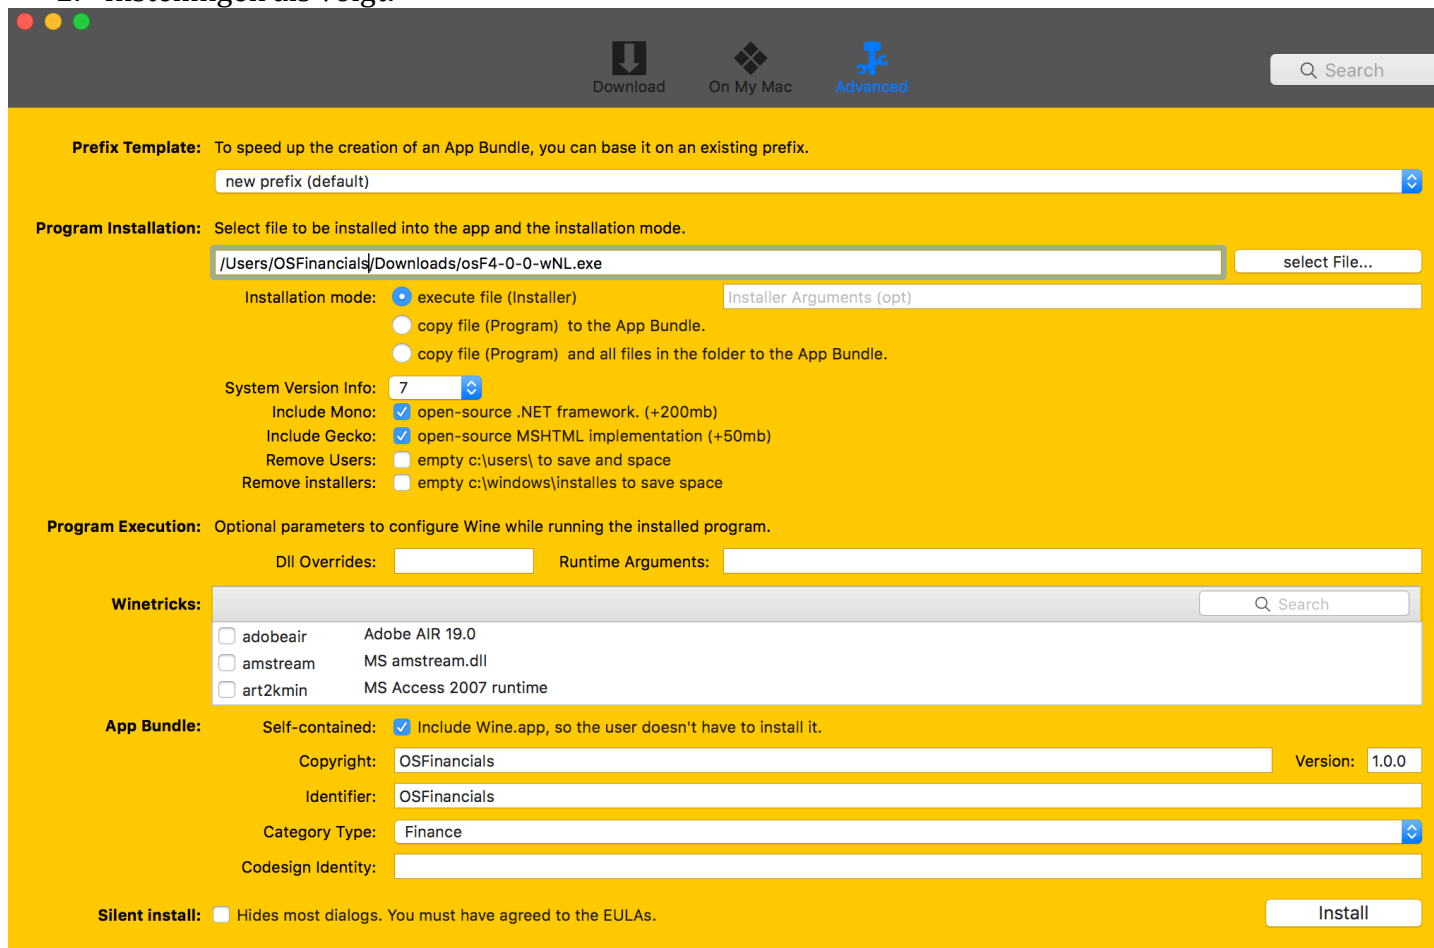 2. Instellingen als volgt:
Download On My Mac Advanced Search
Prefix Template: To speed up the creation of an App Bundle, you can base it on an existing prefix.
new prefix (default)
Program Installation: Select file to be installed into the app and the installation mode.
/Users/OSFinancials/Downloads/osF4-0-0-wNL.exe select File...
Installation mode: execute file (Installer) Installer Arguments (opt)
copy file (Program) to the App Bundle.
copy file (Program) and all files in the folder to the App Bundle.
System Version Info: 7
Include Mono: open-source .NET framework. (+200mb)
Include Gecko: open-source MSHTML implementation (+50mb)
Remove Users: empty c:\users\ to save and space
Remove installers: empty c:\windows\installes to save space
Program Execution: Optional parameters to configure Wine while running the installed program.
Dll Overrides: Runtime Arguments:
Winetricks: Search
adobeair Adobe AIR 19.0
amstream MS amstream.dll
art2kmin MS Access 2007 runtime
App Bundle: Self-contained: Include Wine.app, so the user doesn't have to install it.
Copyright: OSFinancials Version: 1.0.0
Identifier: OSFinancials
Category Type: Finance
Codesign Identity:
Silent install: Hides most dialogs. You must have agreed to the EULAs. Install